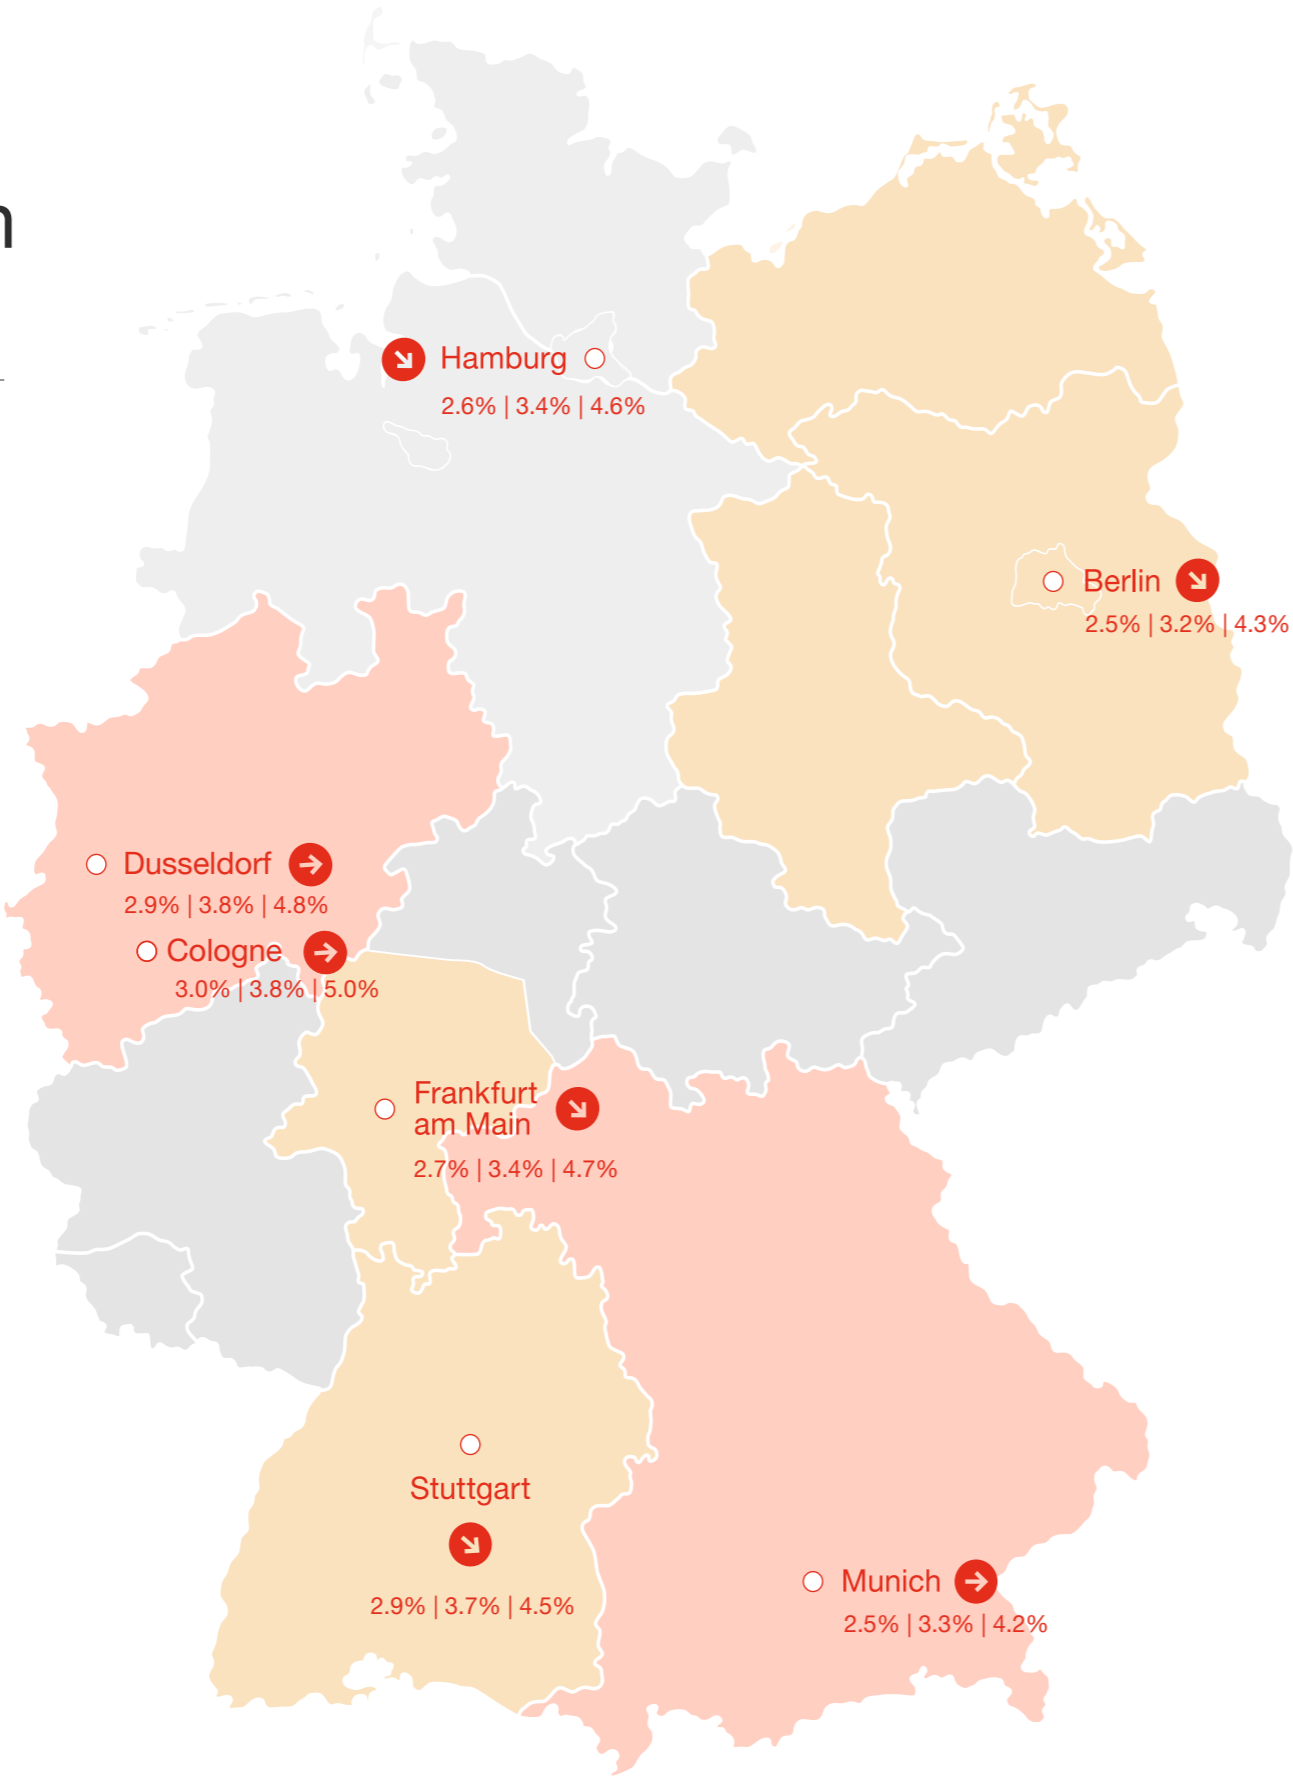 n
Hamburg
2.6% | 3.4% | 4.6%
Berlin
2.5% | 3.2% | 4.3%
Dusseldorf
2.9% | 3.8% | 4.8%
Cologne
3.0% | 3.8% | 5.0%
Frankfurt
am Main
2.7% | 3.4% | 4.7%
Stuttgart
2.9% | 3.7% | 4.5%
Munich
2.5% | 3.3% | 4.2%